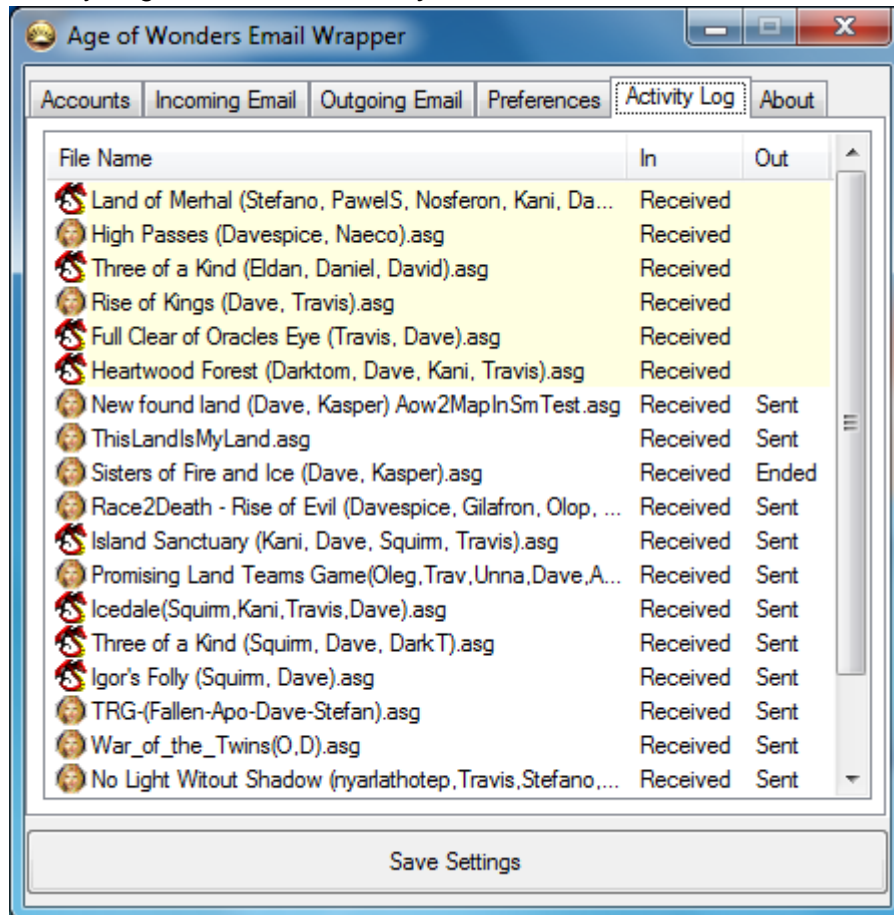 Age of Wonders Email Wrapper
Accounts Incoming Email Outgoing Email Preferences Activity Log About
File Name In Out
Land of Merhal (Stefano, PawelS, Nosferon, Kani, Da... Received
High Passes (Davespice, Naeco).asg Received
Three of a Kind (Eldan, Daniel, David).asg Received
Rise of Kings (Dave, Travis).asg Received
Full Clear of Oracles Eye (Travis, Dave).asg Received
Heartwood Forest (Darktom, Dave, Kani, Travis).asg Received
New found land (Dave, Kasper) Aow2MapInSmTest.asg Received Sent
ThisLandIsMyLand.asg Received Sent
Sisters of Fire and Ice (Dave, Kasper).asg Received Ended
Race2Death - Rise of Evil (Davespice, Gilafron, Olop, ... Received Sent
Island Sanctuary (Kani, Dave, Squirm, Travis).asg Received Sent
Promising Land Teams Game(Oleg,Trav,Unna,Dave,A... Received Sent
Icedale(Squirm,Kani,Travis,Dave).asg Received Sent
Three of a Kind (Squirm, Dave, DarkT).asg Received Sent
Igor's Folly (Squirm, Dave).asg Received Sent
TRG-(Fallen-Apo-Dave-Stefan).asg Received Sent
War_of_the_Twins(O,D).asg Received Sent
No Light Witout Shadow (nyarlathotep,Travis,Stefano,... Received Sent
Save Settings